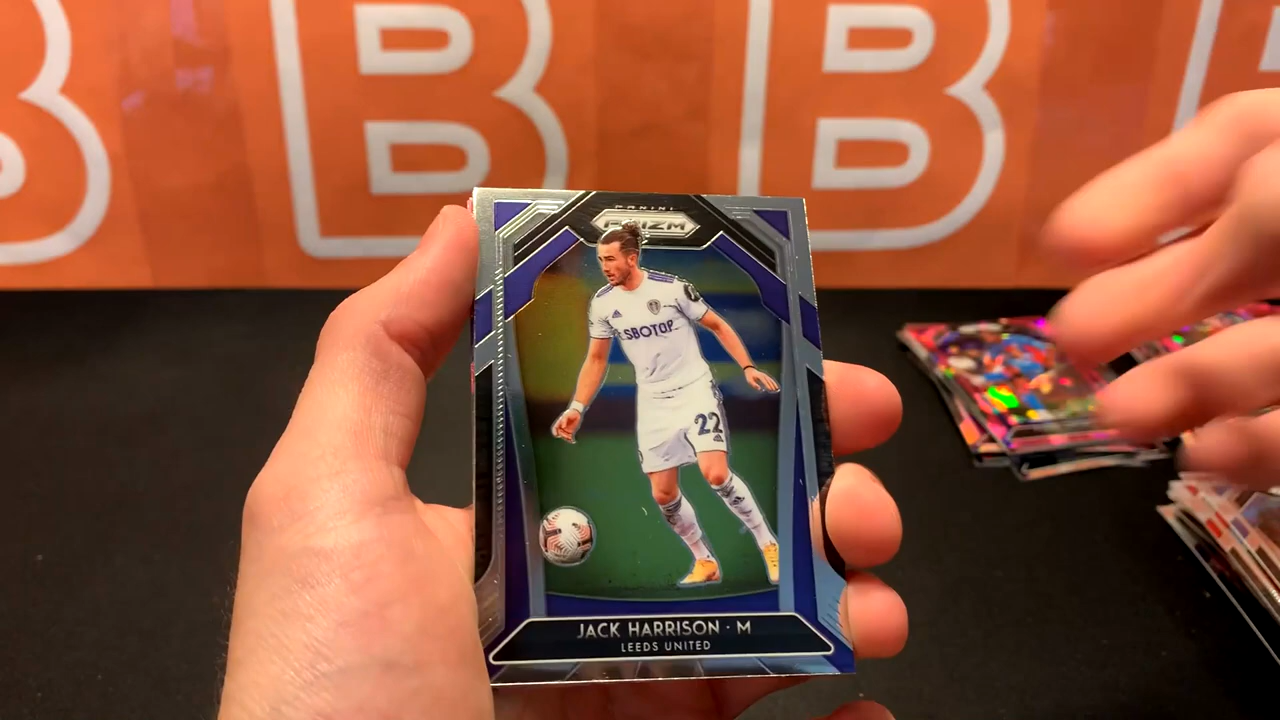 B B B B
PANINI
PRIZM
SBOTOP
22
JACK HARRISON · M
LEEDS UNITED